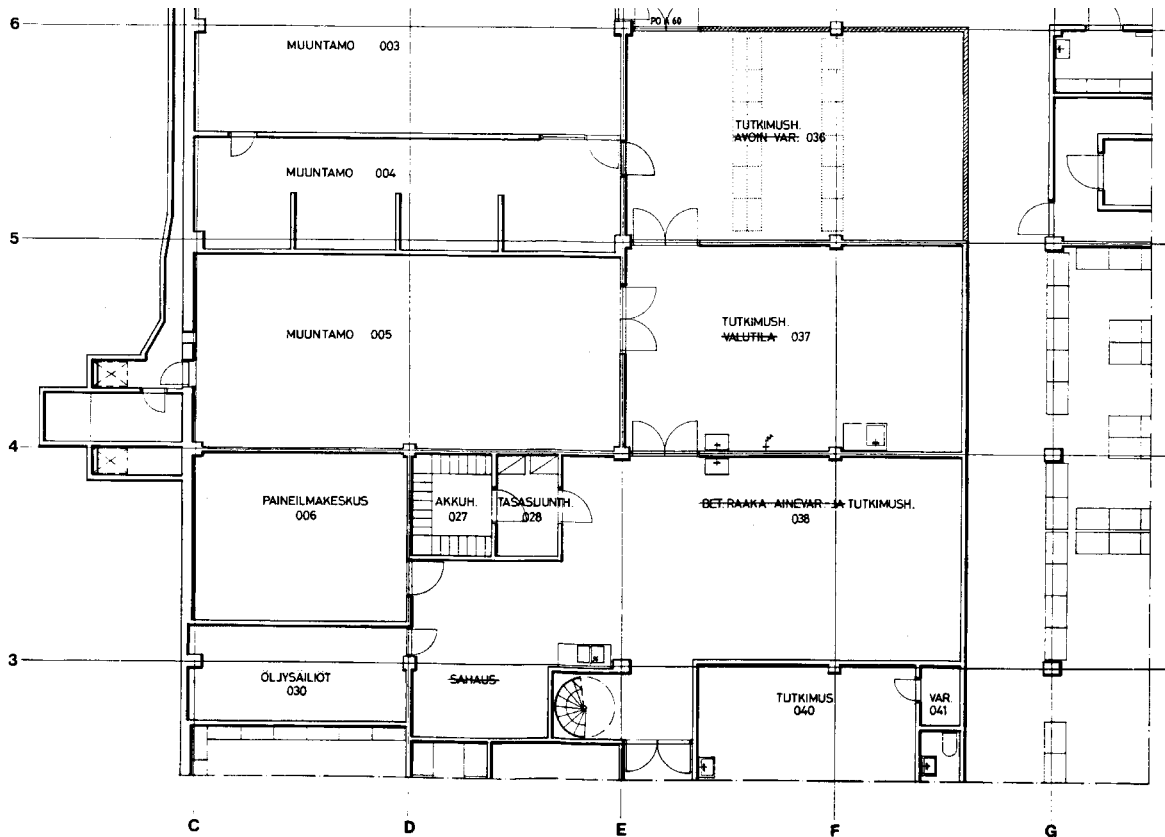 6
PO A 60
MUUNTAMO 003
TUTKIMUSH.
AVOIN VAR. 036
MUUNTAMO 004
5
MUUNTAMO 005
TUTKIMUSH.
VALUTILA 037
4
PAINEILMAKESKUS
006
AKKUH.
027
TASASUUNTH.
028
BET. RAAKA-AINEVAR- JA TUTKIMUSH.
038
3
ÖLJYSÄILIÖT
030
SAHAUS
TUTKIMUS
040
VAR.
041
C D E F G